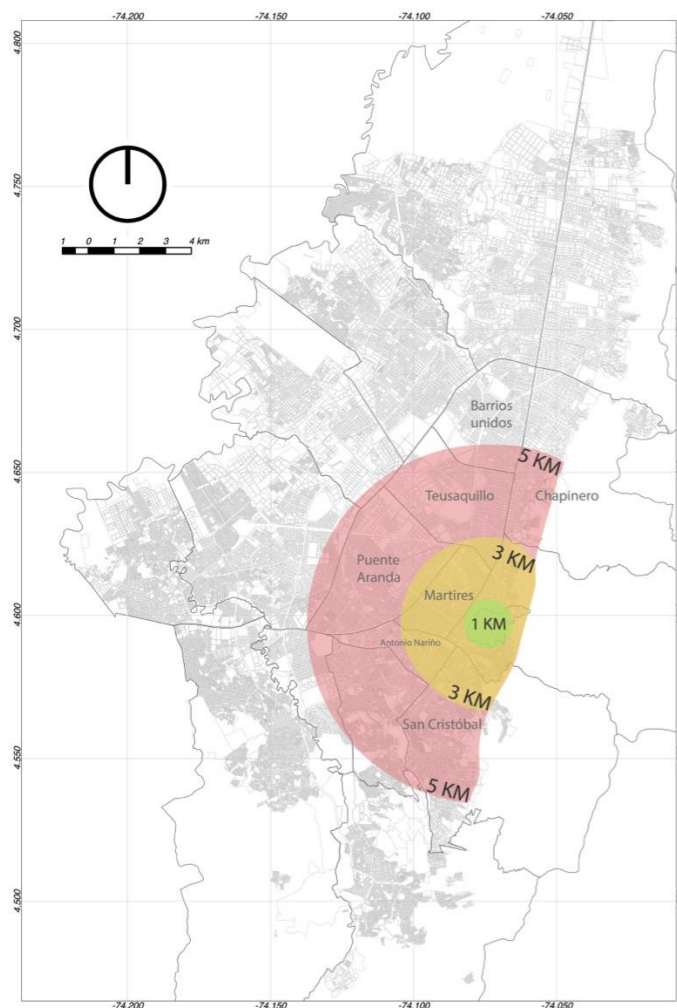 -74.200
-74.150
-74.100
-74.050
4.800
1 0 1 2 3 4 km
4.750
4.700
Barrios
unidos
4.650
5 KM
Teusaquillo
Chapinero
3 KM
Puente
Aranda
Martires
4.600
1 KM
Antonio Nariño
3 KM
San Cristóbal
4.550
5 KM
4.500
-74.200
-74.150
-74.100
-74.050